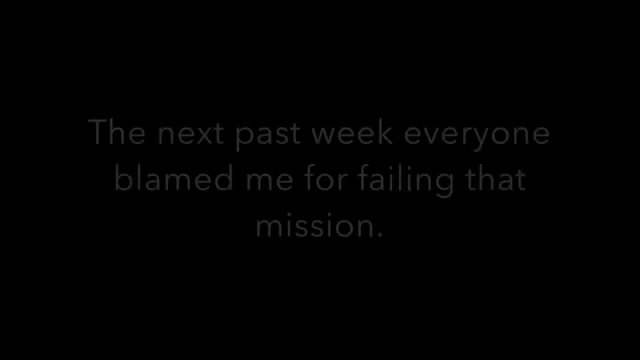 The next past week everyone
blamed me for failing that
mission.